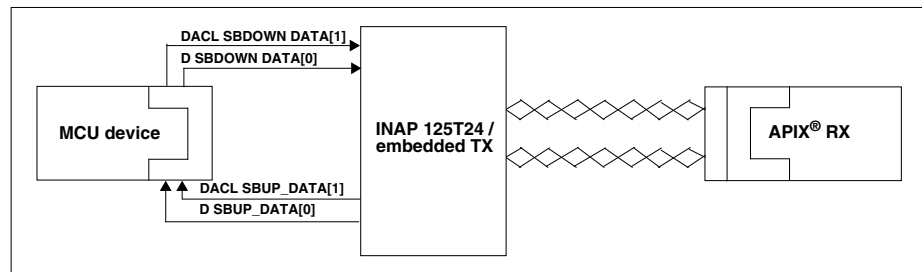 DACL SBDOWN DATA[1]
D SBDOWN DATA[0]
MCU device
INAP 125T24 /
embedded TX
APIX® RX
DACL SBUP_DATA[1]
D SBUP_DATA[0]